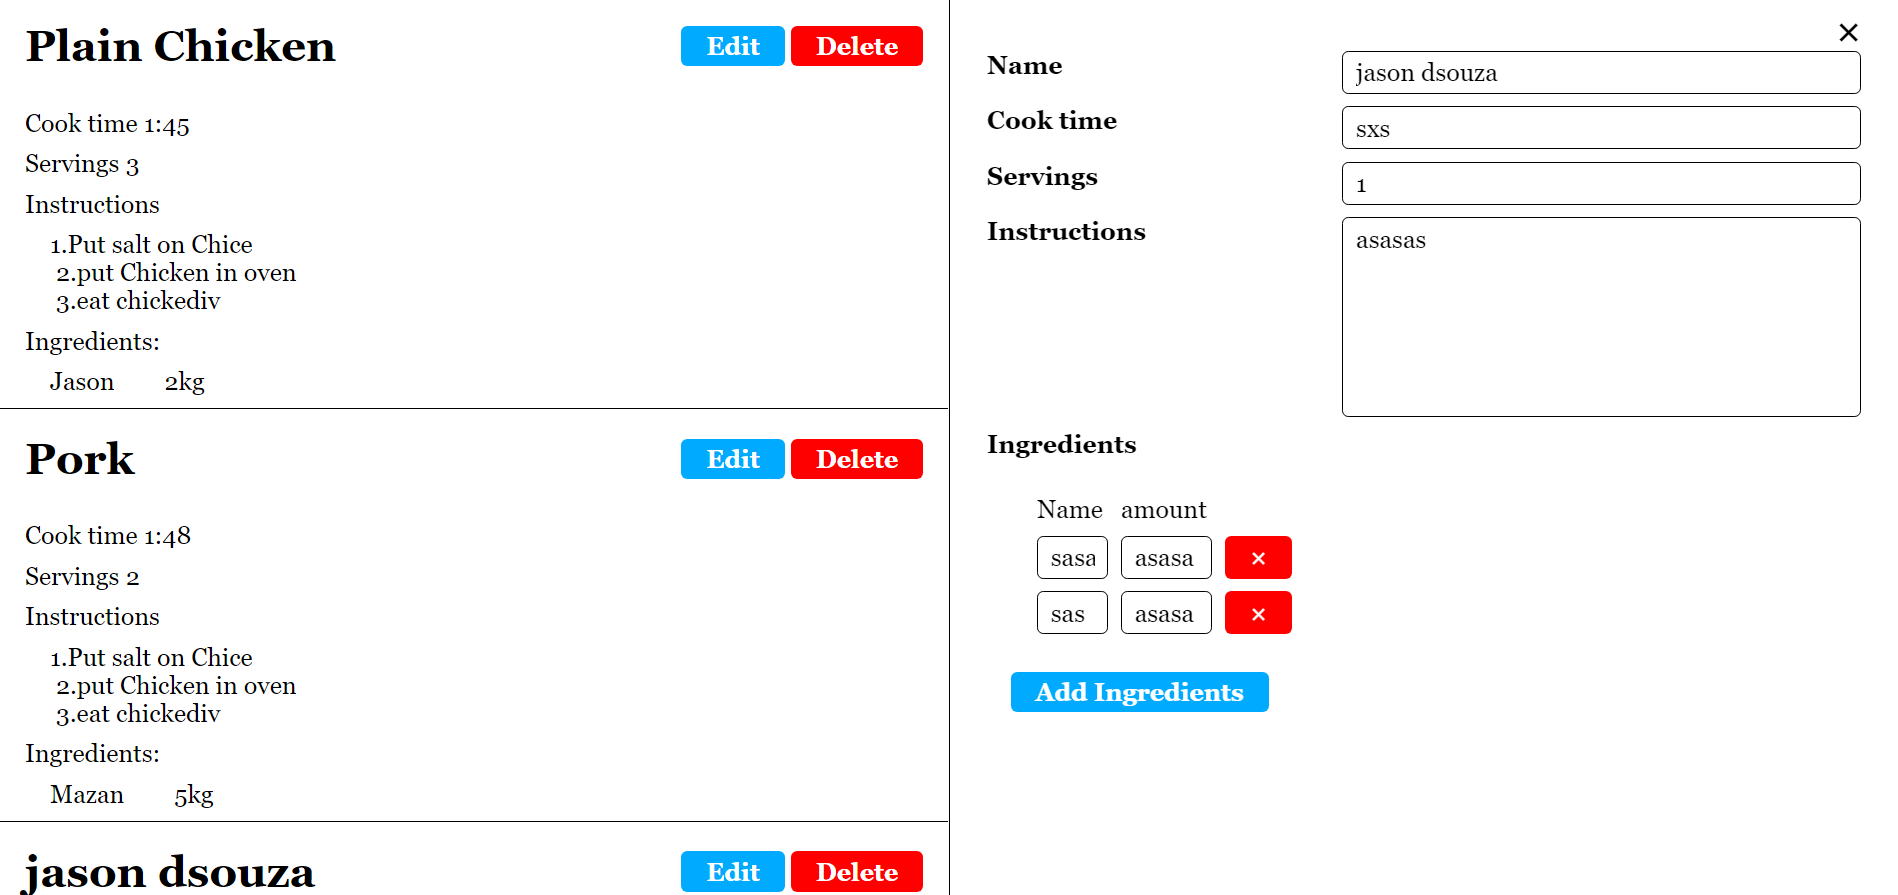 Plain Chicken
Edit
Delete
Cook time 1:45
Servings 3
Instructions
1.Put salt on Chice
2.put Chicken in oven
3.eat chickediv
Ingredients:
Jason 2kg
Pork
Edit
Delete
Cook time 1:48
Servings 2
Instructions
1.Put salt on Chice
2.put Chicken in oven
3.eat chickediv
Ingredients:
Mazan 5kg
jason dsouza
Edit
Delete
×
Name
jason dsouza
Cook time
sxs
Servings
1
Instructions
asasas
Ingredients
Name amount
sasa asasa ×
sas asasa ×
Add Ingredients